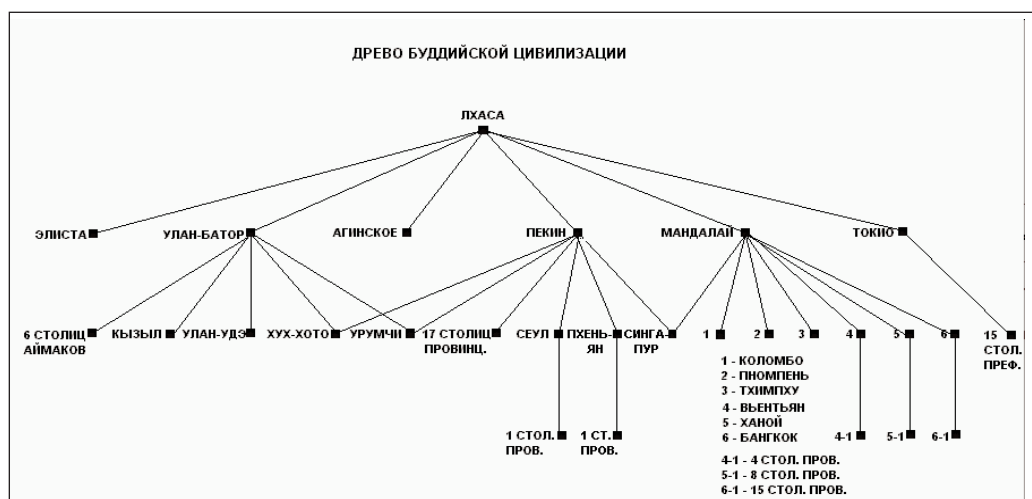 ДРЕВО БУДДИЙСКОЙ ЦИВИЛИЗАЦИИ
ЛХАСА
ЭЛИСТА
УЛАН-БАТОР
АГИНСКОЕ
ПЕКИН
МАНДАЛАЙ
ТОКИО
6 СТОЛИЦ
АЙМАКОВ
КЫЗЫЛ
УЛАН-УДЭ
ХУХ-ХОТО
УРУМЧИ
17 СТОЛИЦ
ПРОВИНЦ.
СЕУЛ
ПХЕНЬ-
ЯН
СИНГА-
ПУР
1
2
3
4
5
6
15
СТОЛ.
ПРЕФ.
1 - КОЛОМБО
2 - ПНОМПЕНЬ
3 - ТХИМПХУ
4 - ВЬЕНТЬЯН
5 - ХАНОЙ
6 - БАНГКОК
1 СТОЛ.
ПРОВ.
1 СТ.
ПРОВ.
4-1
5-1
6-1
4-1 - 4 СТОЛ. ПРОВ.
5-1 - 8 СТОЛ. ПРОВ.
6-1 - 15 СТОЛ. ПРОВ.